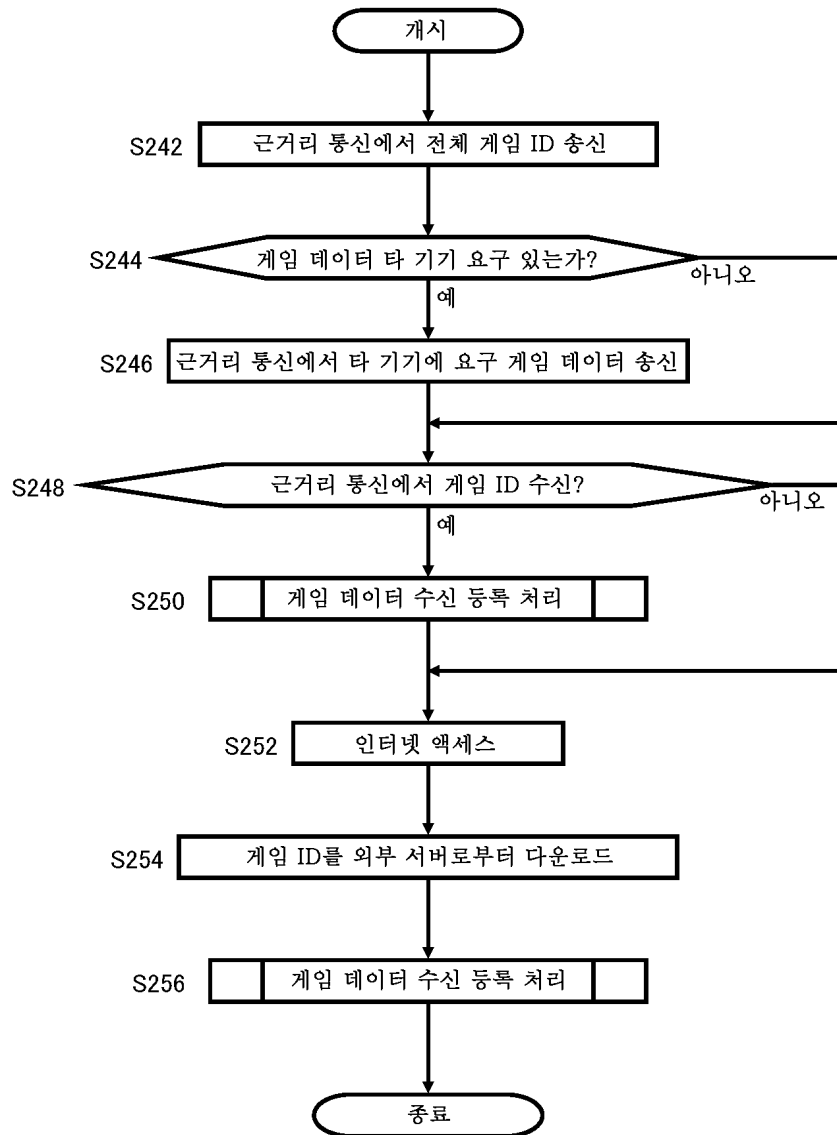 개시
S242
근거리 통신에서 전체 게임 ID 송신
S244
게임 데이터 타 기기 요구 있는가?
아니오
예
S246
근거리 통신에서 타 기기에 요구 게임 데이터 송신
S248
근거리 통신에서 게임 ID 수신?
아니오
예
S250
게임 데이터 수신 등록 처리
S252
인터넷 액세스
S254
게임 ID를 외부 서버로부터 다운로드
S256
게임 데이터 수신 등록 처리
종료